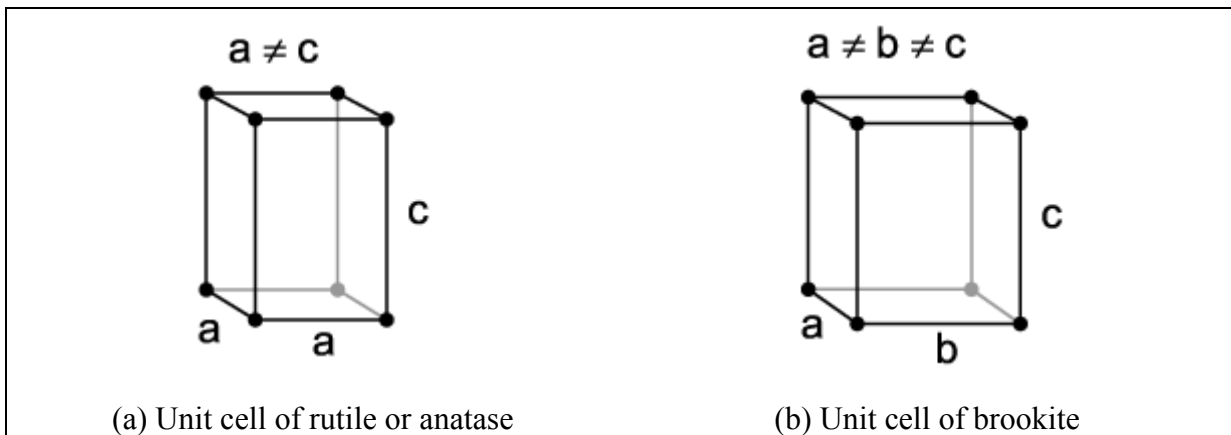 a ≠ c
a ≠ b ≠ c
c
c
a
a
a
b
(a) Unit cell of rutile or anatase
(b) Unit cell of brookite